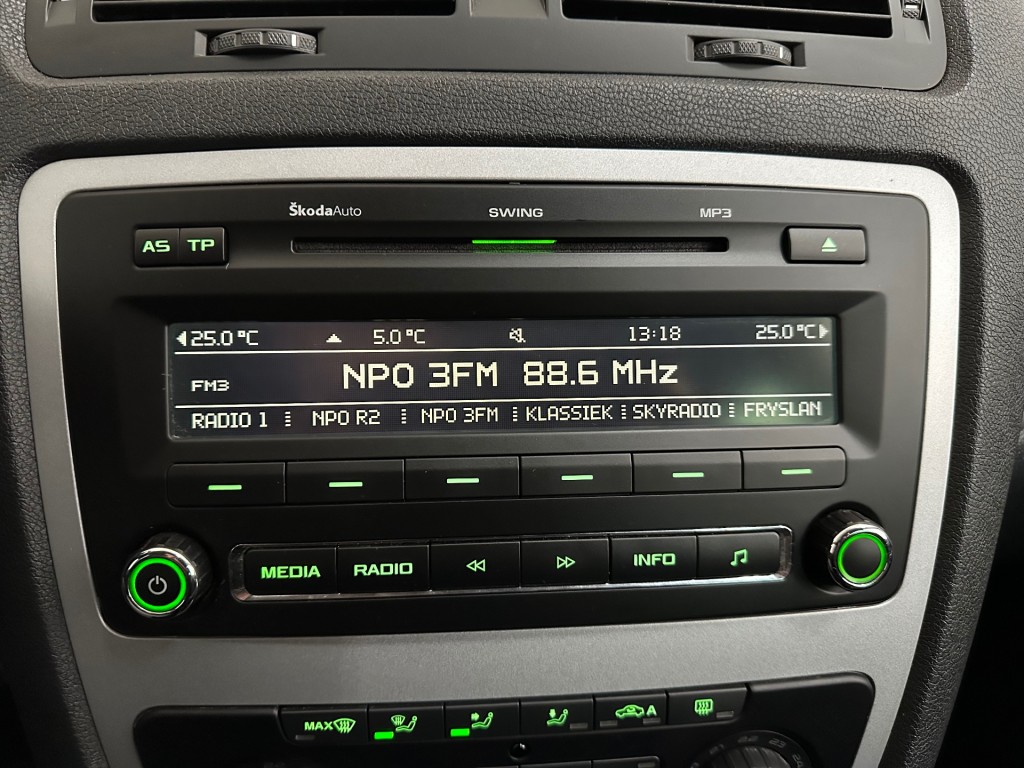 ŠkodaAuto SWING MP3
AS TP
25.0 °C 5.0 °C 13:18 25.0 °C
FM3 NPO 3FM 88.6 MHz
RADIO 1 NPO R2 NPO 3FM KLASSIEK SKYRADIO FRYSLAN
MEDIA RADIO INFO
MAX A